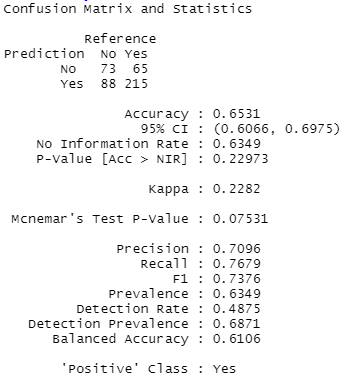 Confusion Matrix and Statistics
Reference
Prediction No Yes
No 73 65
Yes 88 215
Accuracy : 0.6531
95% CI : (0.6066, 0.6975)
No Information Rate : 0.6349
P-Value [Acc > NIR] : 0.22973
Kappa : 0.2282
Mcnemar's Test P-Value : 0.07531
Precision : 0.7096
Recall : 0.7679
F1 : 0.7376
Prevalence : 0.6349
Detection Rate : 0.4875
Detection Prevalence : 0.6871
Balanced Accuracy : 0.6106
'Positive' Class : Yes